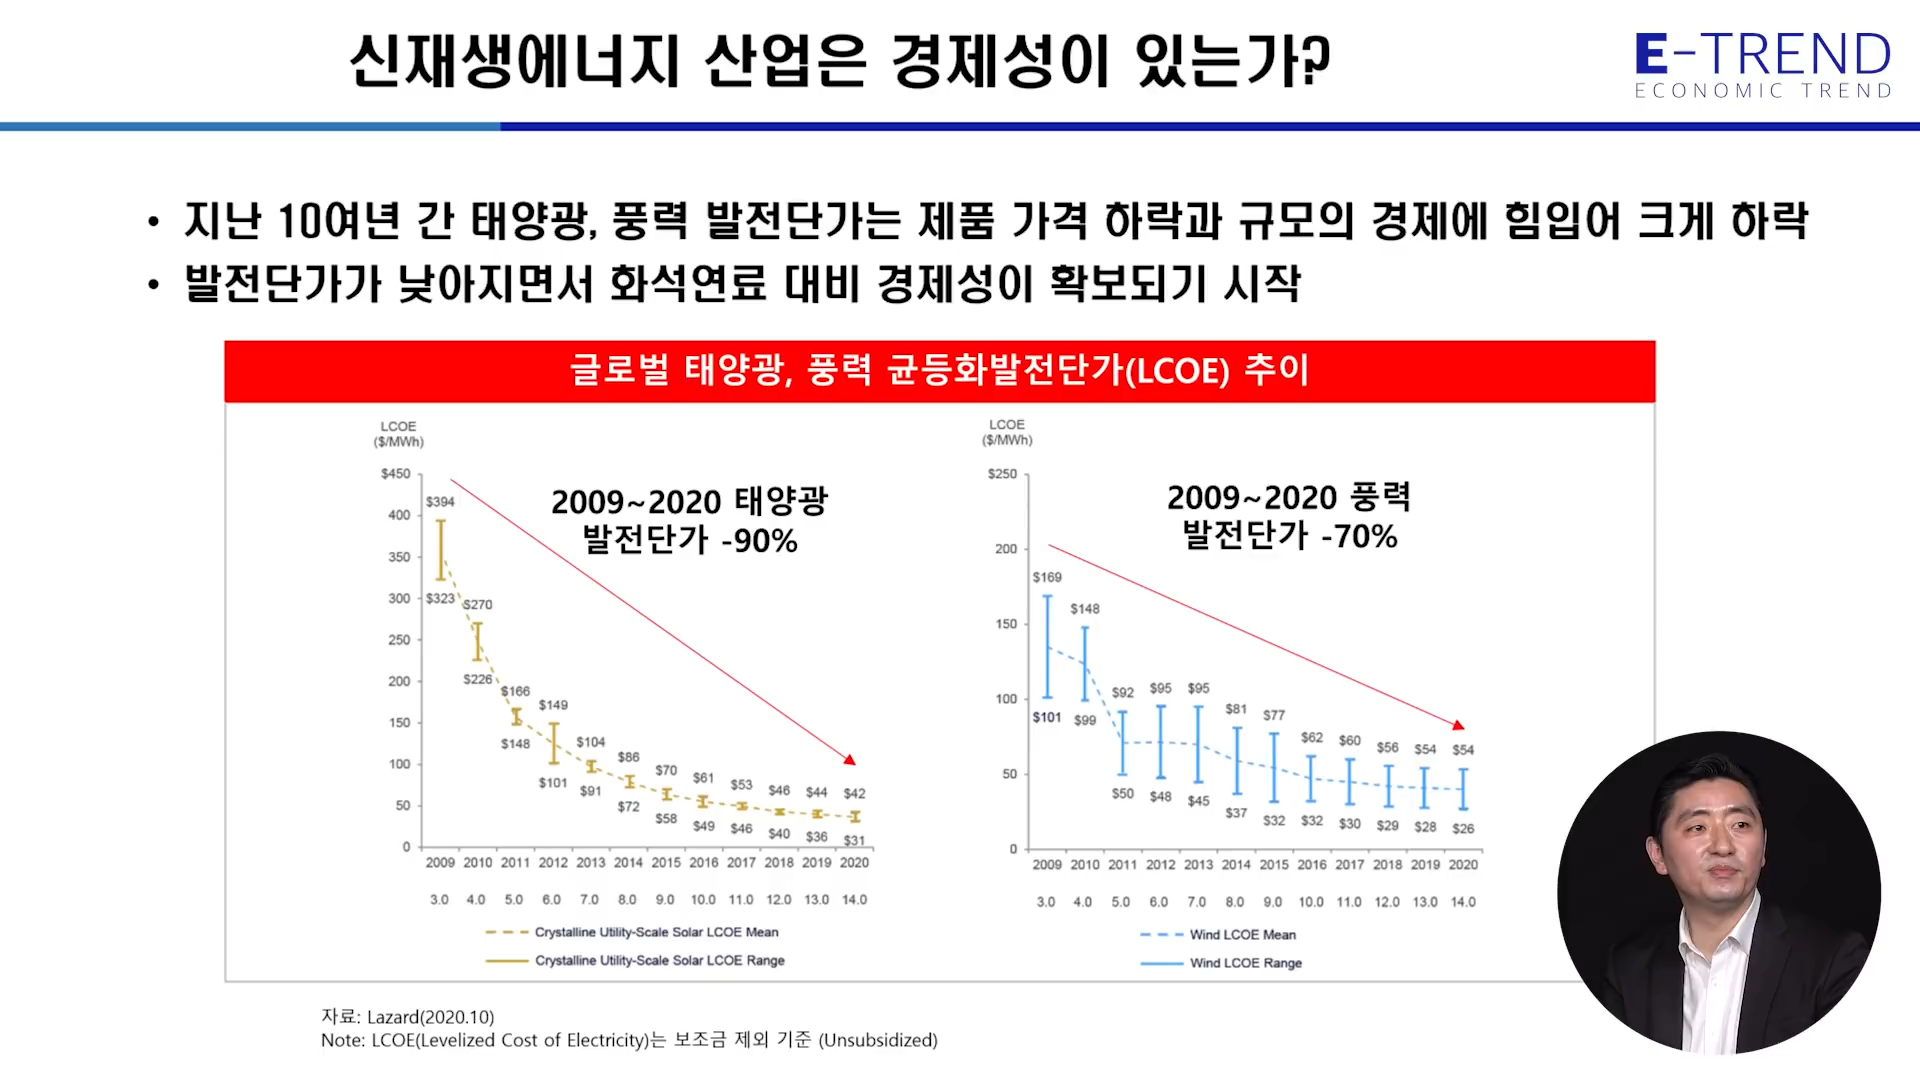 신재생에너지 산업은 경제성이 있는가?
E-TREND
ECONOMIC TREND
• 지난 10여년 간 태양광, 풍력 발전단가는 제품 가격 하락과 규모의 경제에 힘입어 크게 하락
• 발전단가가 낮아지면서 화석연료 대비 경제성이 확보되기 시작
글로벌 태양광, 풍력 균등화발전단가(LCOE) 추이
LCOE
($/MWh)
2009~2020 태양광
발전단가 -90%
$450
400
350
300
250
200
150
100
50
0
$394
$323
$270
$226
$166
$148
$149
$101
$104
$91
$86
$72
$70
$58
$61
$49
$53
$46
$46
$40
$44
$36
$42
$31
2009 2010 2011 2012 2013 2014 2015 2016 2017 2018 2019 2020
3.0 4.0 5.0 6.0 7.0 8.0 9.0 10.0 11.0 12.0 13.0 14.0
Crystalline Utility-Scale Solar LCOE Mean
Crystalline Utility-Scale Solar LCOE Range
LCOE
($/MWh)
2009~2020 풍력
발전단가 -70%
$250
200
150
100
50
0
$169
$101
$148
$99
$92
$50
$95
$48
$95
$45
$81
$37
$77
$32
$62
$32
$60
$30
$56
$29
$54
$28
$54
$26
2009 2010 2011 2012 2013 2014 2015 2016 2017 2018 2019 2020
3.0 4.0 5.0 6.0 7.0 8.0 9.0 10.0 11.0 12.0 13.0 14.0
Wind LCOE Mean
Wind LCOE Range
자료: Lazard(2020.10)
Note: LCOE(Levelized Cost of Electricity)는 보조금 제외 기준 (Unsubsidized)